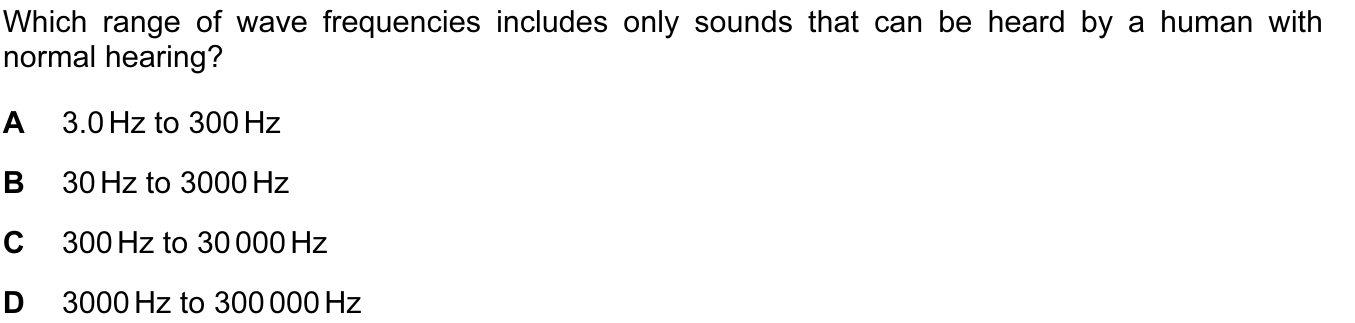 Which range of wave frequencies includes only sounds that can be heard by a human with
normal hearing?
A 3.0 Hz to 300 Hz
B 30 Hz to 3000 Hz
C 300 Hz to 30 000 Hz
D 3000 Hz to 300 000 Hz